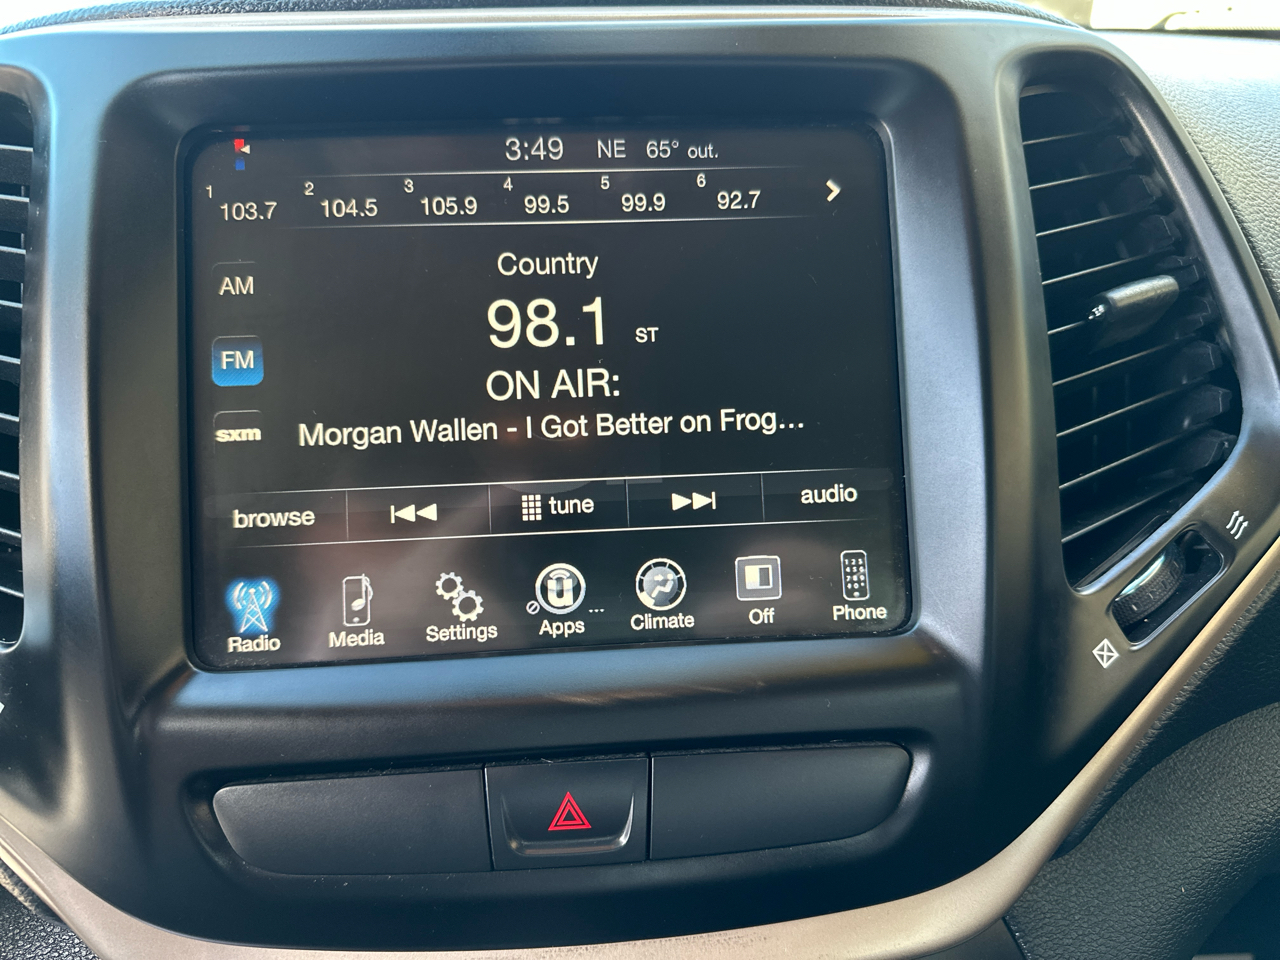 3:49 NE 65° out.
1 103.7 2 104.5 3 105.9 4 99.5 5 99.9 6 92.7
Country
98.1 ST
ON AIR:
Morgan Wallen - I Got Better on Frog...
AM
FM
sxm
browse tune audio
Radio Media Settings Apps ... Climate Off Phone